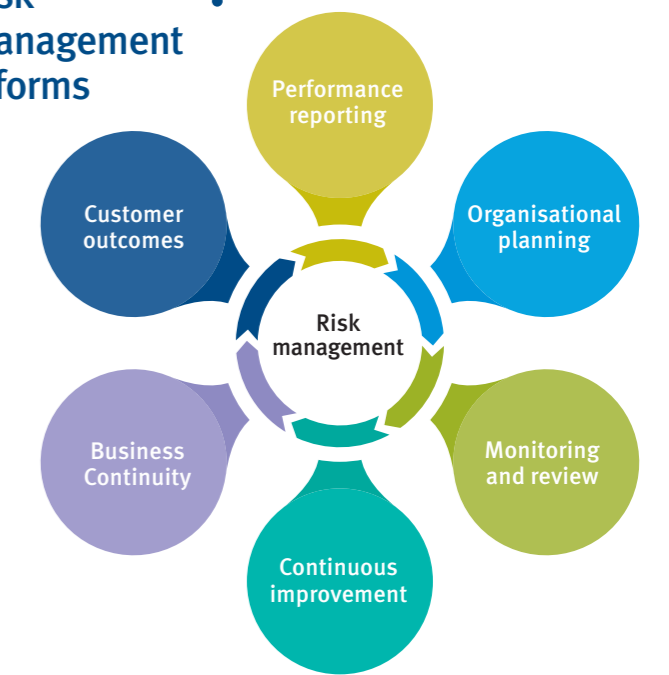 anagement
forms
Performance
reporting
Organisational
planning
Monitoring
and review
Continuous
improvement
Business
Continuity
Customer
outcomes
Risk
management